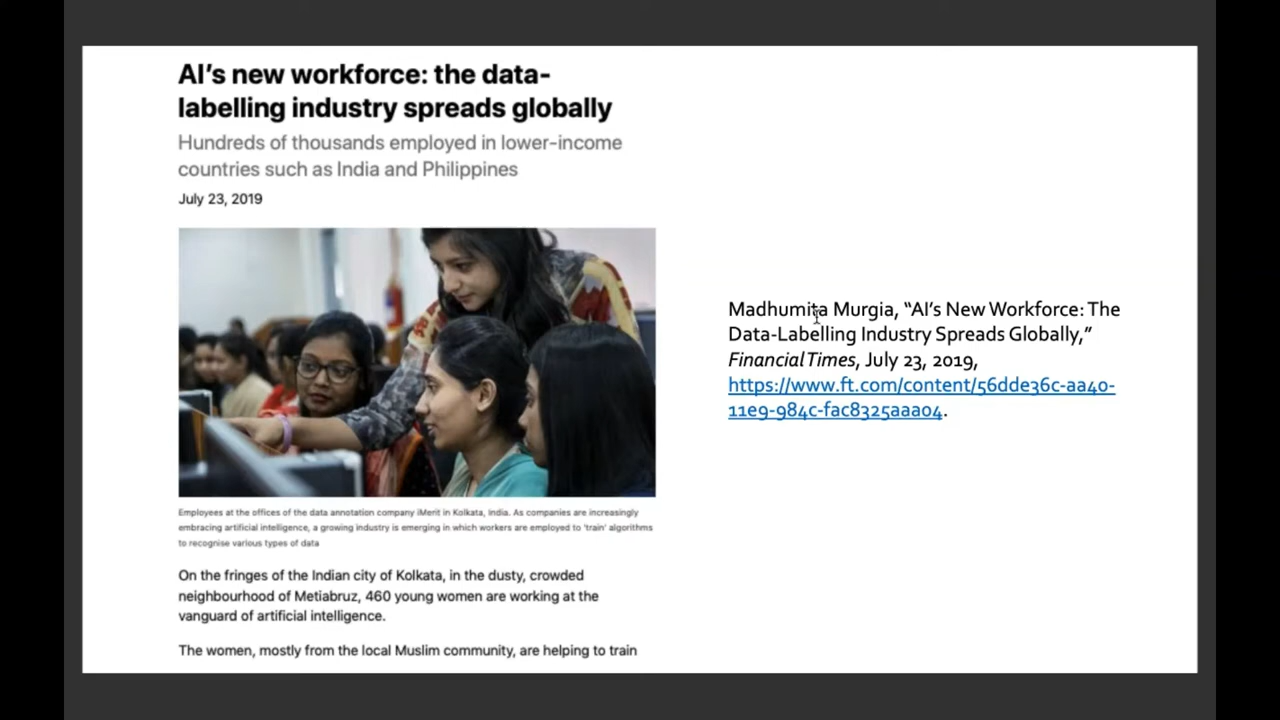 AI's new workforce: the data-
labelling industry spreads globally
Hundreds of thousands employed in lower-income
countries such as India and Philippines
July 23, 2019
Employees at the offices of the data annotation company iMerit in Kolkata, India. As companies are increasingly
embracing artificial intelligence, a growing industry is emerging in which workers are employed to 'train' algorithms
to recognise various types of data
On the fringes of the Indian city of Kolkata, in the dusty, crowded
neighbourhood of Metiabruz, 460 young women are working at the
vanguard of artificial intelligence.
The women, mostly from the local Muslim community, are helping to train
Madhumita Murgia, “AI’s New Workforce: The
Data-Labelling Industry Spreads Globally,”
Financial Times, July 23, 2019,
https://www.ft.com/content/56dde36c-aa40-
11e9-984c-fac8325aaa04.